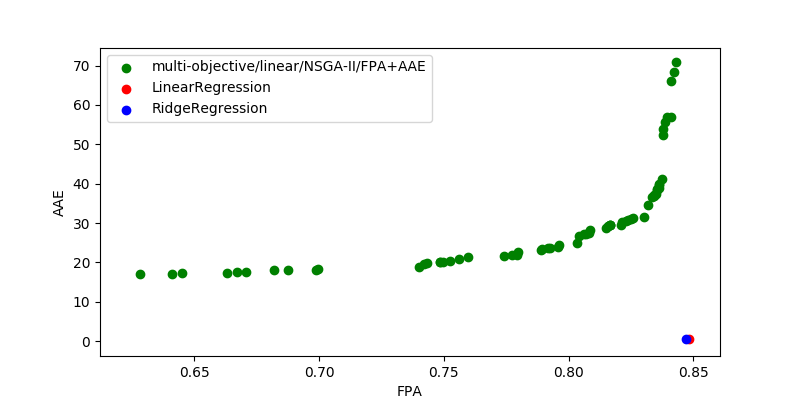 multi-objective/linear/NSGA-II/FPA+AAE
LinearRegression
RidgeRegression
70
60
50
40
30
20
10
0
AAE
0.65 0.70 0.75 0.80 0.85
FPA